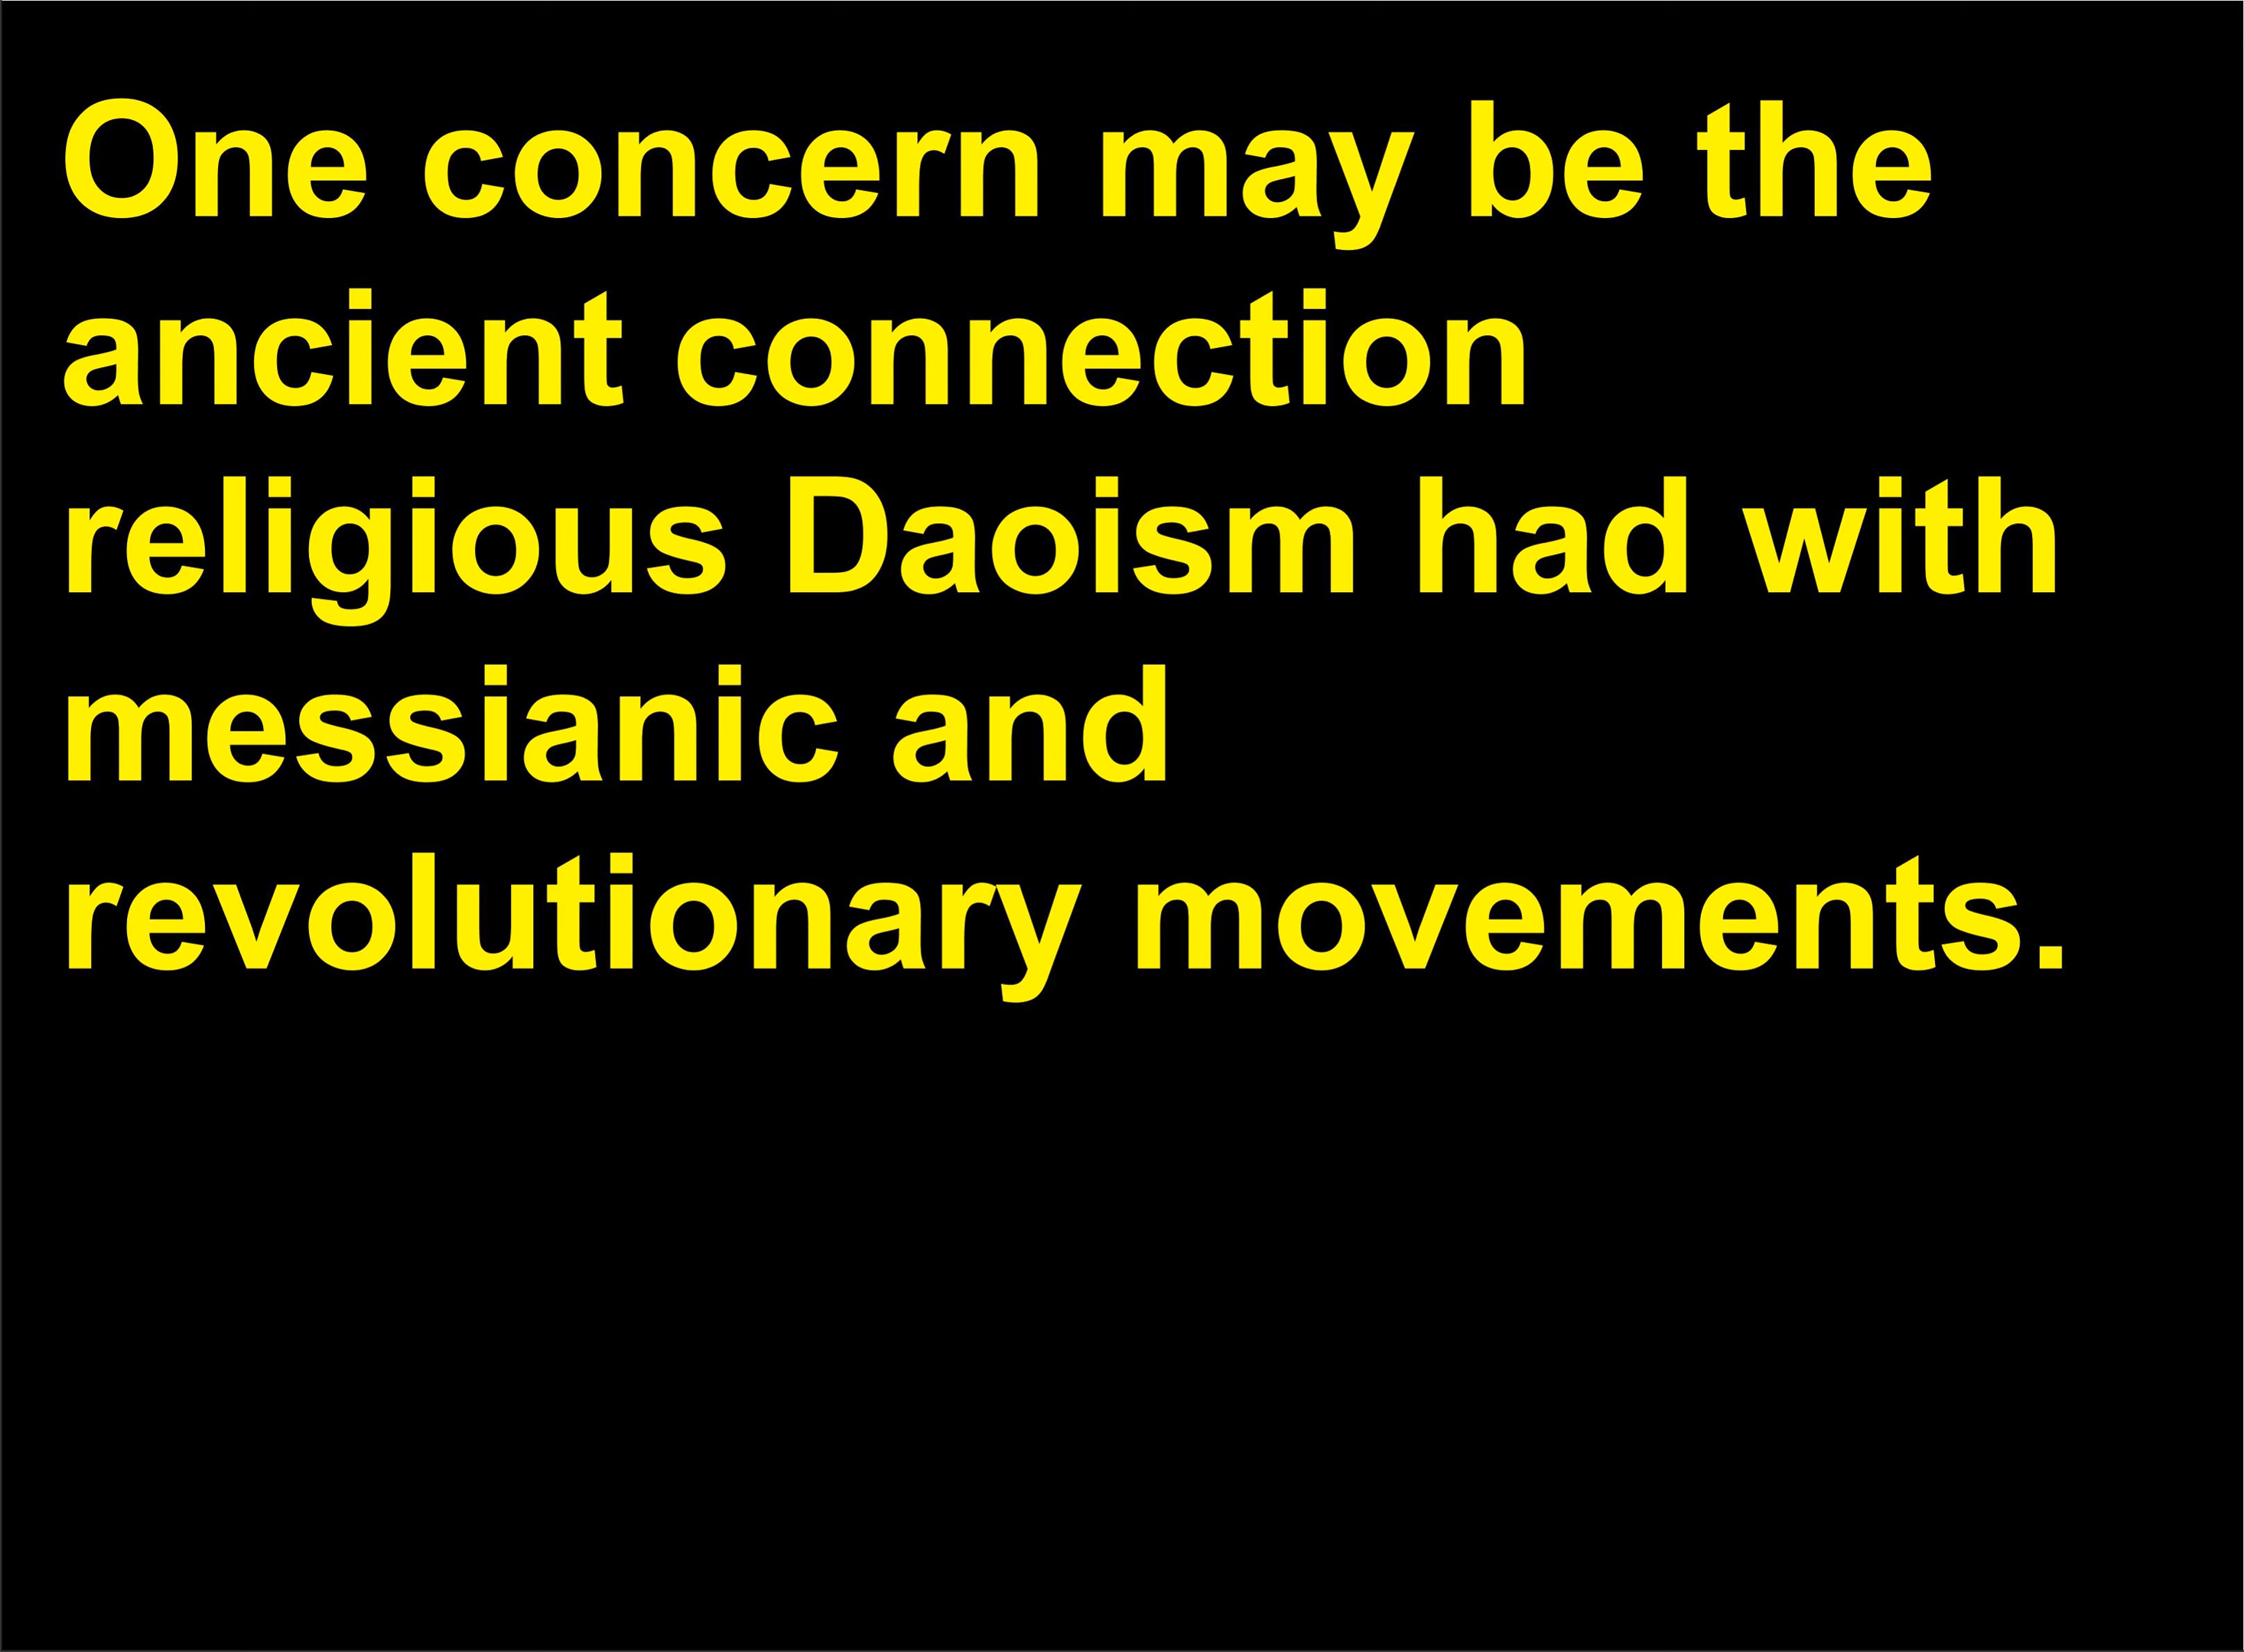 One concern may be the
ancient connection
religious Daoism had with
messianic and
revolutionary movements.